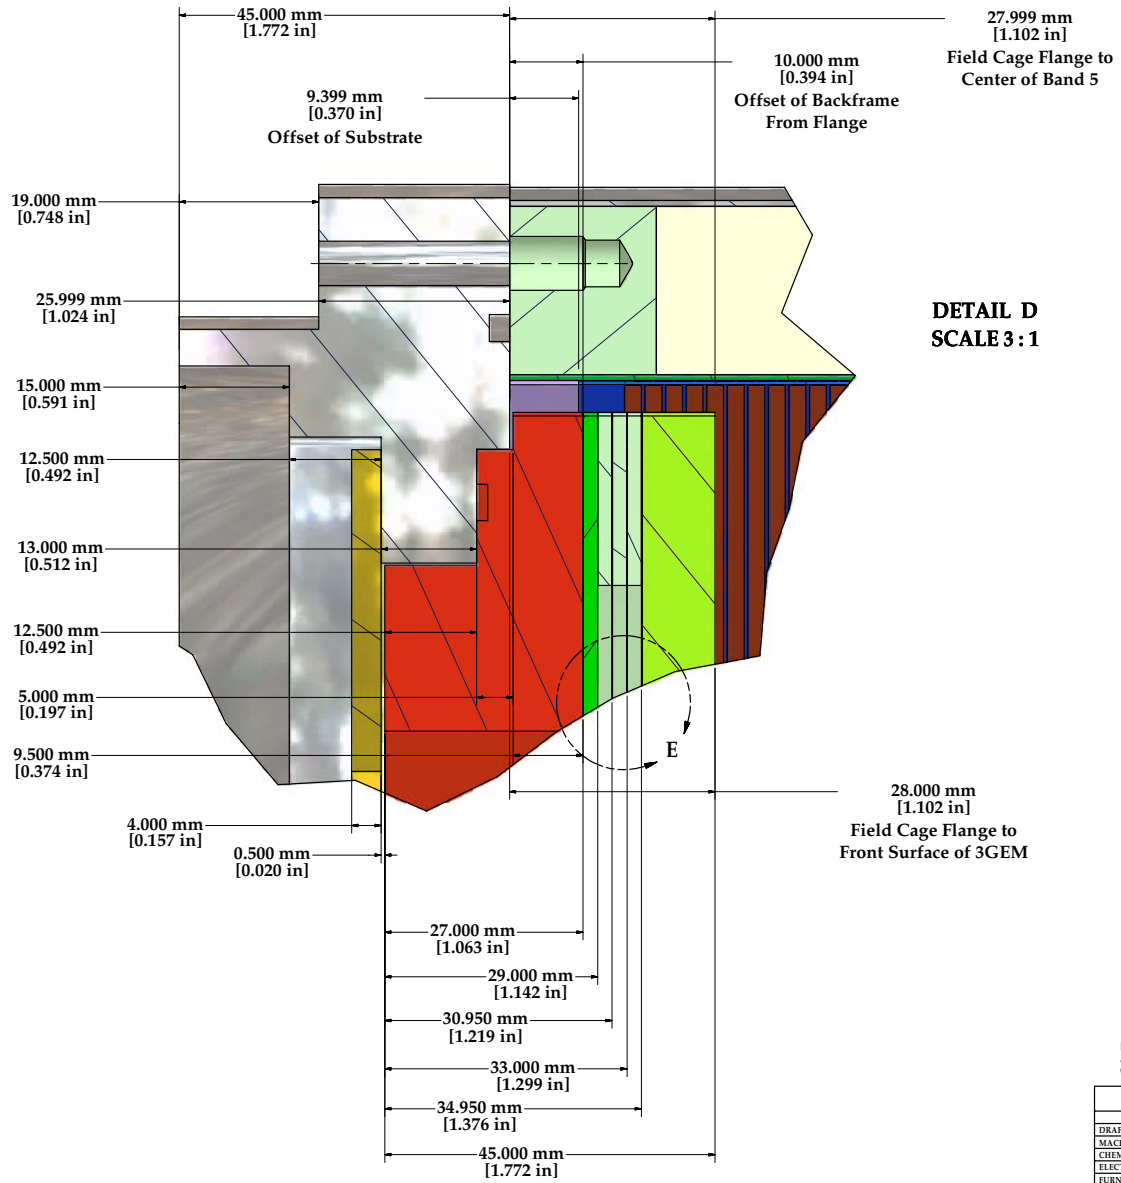 45.000 mm
[1.772 in]
27.999 mm
[1.102 in]
Field Cage Flange to
Center of Band 5
10.000 mm
[0.394 in]
Offset of Backframe
From Flange
9.399 mm
[0.370 in]
Offset of Substrate
19.000 mm
[0.748 in]
25.999 mm
[1.024 in]
DETAIL D
SCALE 3 : 1
15.000 mm
[0.591 in]
12.500 mm
[0.492 in]
13.000 mm
[0.512 in]
12.500 mm
[0.492 in]
5.000 mm
[0.197 in]
9.500 mm
[0.374 in]
E
28.000 mm
[1.102 in]
Field Cage Flange to
Front Surface of 3GEM
4.000 mm
[0.157 in]
0.500 mm
[0.020 in]
27.000 mm
[1.063 in]
29.000 mm
[1.142 in]
30.950 mm
[1.219 in]
33.000 mm
[1.299 in]
34.950 mm
[1.376 in]
45.000 mm
[1.772 in]
DRAF
MACI
CHEM
ELECT
FURN